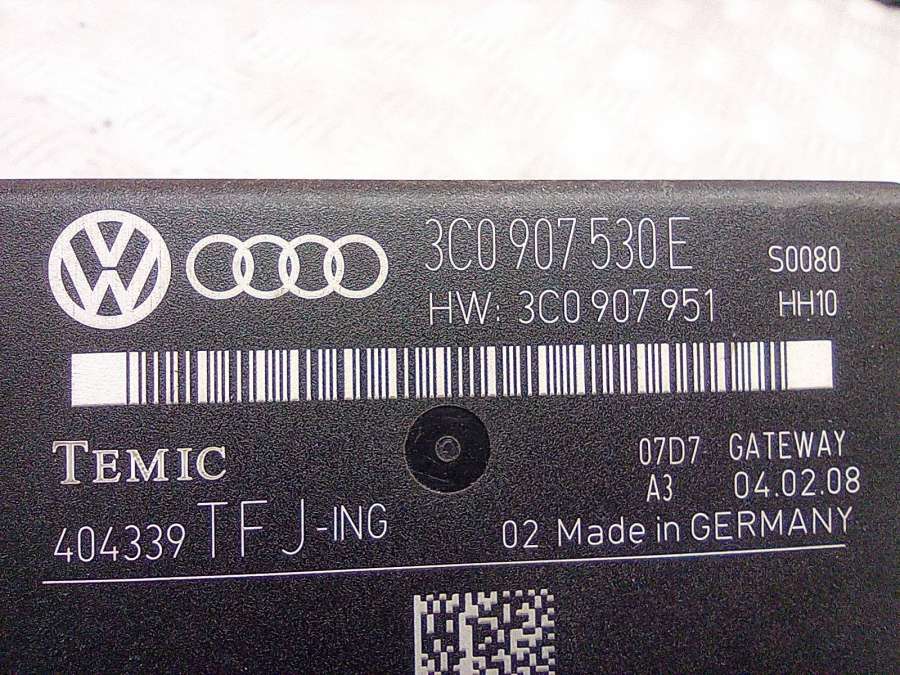 3C0 907 530 E S0080
HW: 3C0 907 951 HH10
TEMIC 07D7 GATEWAY
A3 04.02.08
404339 TFJ-ING 02 Made in GERMANY